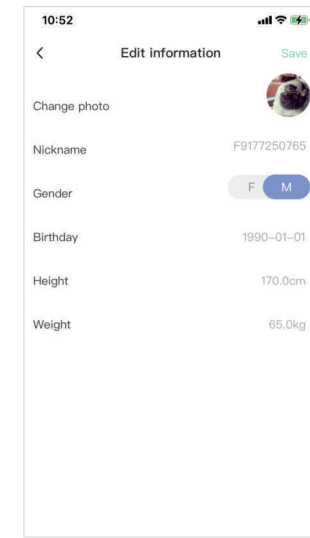 10:52
Edit information
Save
Change photo
Nickname
F9177250765
Gender
F M
Birthday
1990-01-01
Height
170.0cm
Weight
65.0kg